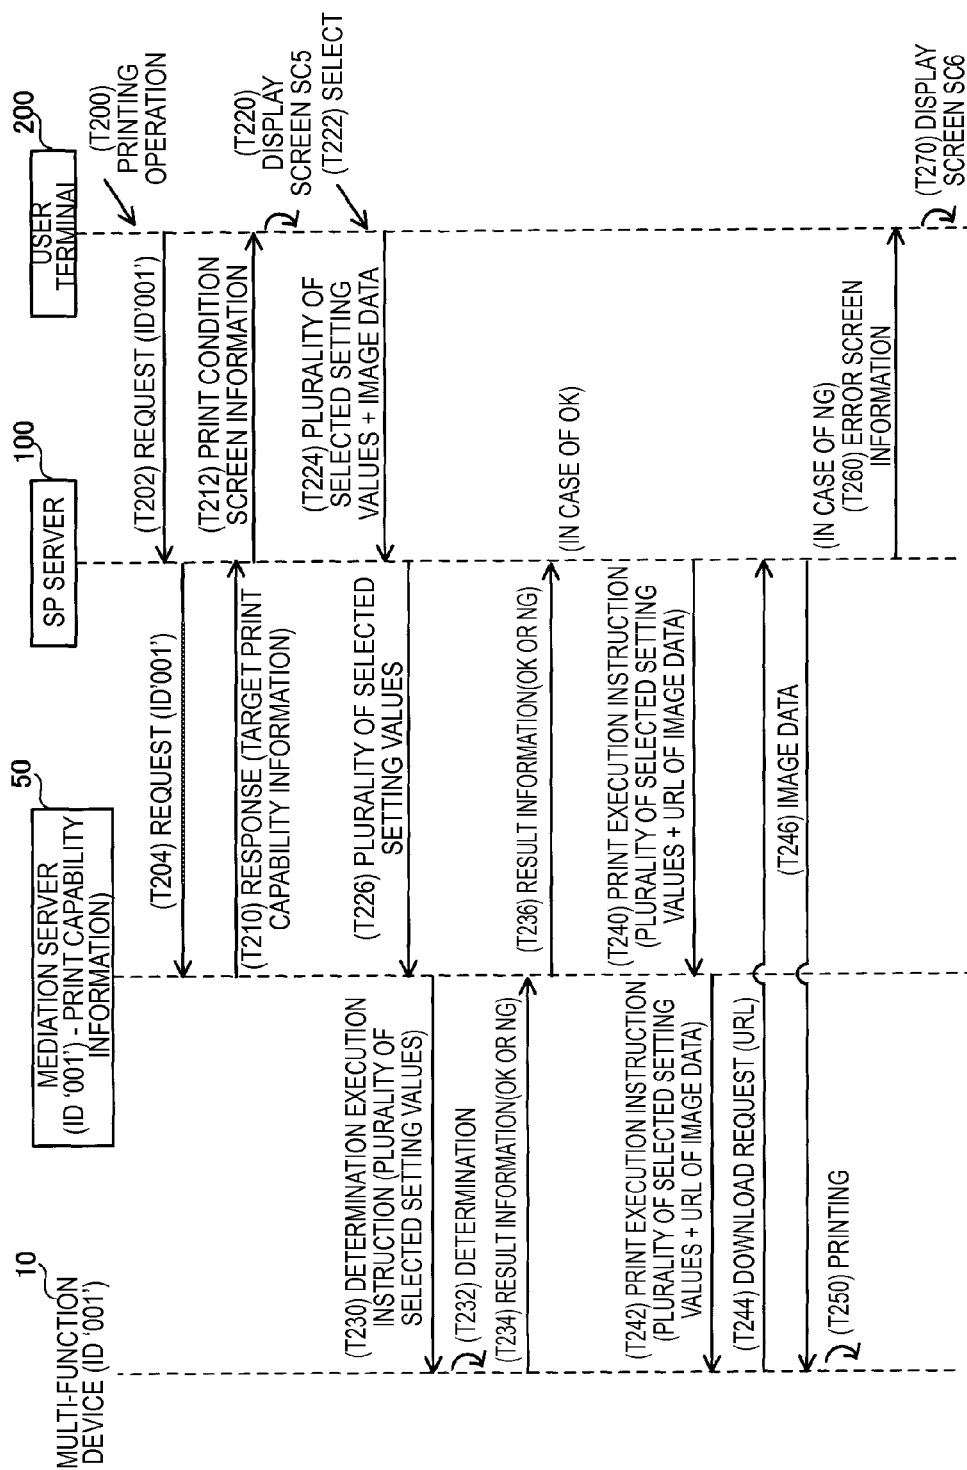 10
MULTI-FUNCTION
DEVICE (ID '001')
50
MEDIATION SERVER
(ID '001') - PRINT CAPABILITY
INFORMATION)
100
SP SERVER
200
USER
TERMINAL
(T200)
PRINTING
OPERATION
(T202) REQUEST (ID'001')
(T204) REQUEST (ID'001')
(T210) RESPONSE (TARGET PRINT
CAPABILITY INFORMATION)
(T212) PRINT CONDITION
SCREEN INFORMATION
(T220)
DISPLAY
SCREEN SC5
(T222) SELECT
(T224) PLURALITY OF
SELECTED SETTING
VALUES + IMAGE DATA
(T226) PLURALITY OF SELECTED
SETTING VALUES
(T230) DETERMINATION EXECUTION
INSTRUCTION (PLURALITY OF
SELECTED SETTING VALUES)
(T232) DETERMINATION
(T234) RESULT INFORMATION(OK OR NG)
(T236) RESULT INFORMATION(OK OR NG)
(IN CASE OF OK)
(T240) PRINT EXECUTION INSTRUCTION
(PLURALITY OF SELECTED SETTING
VALUES + URL OF IMAGE DATA)
(T242) PRINT EXECUTION INSTRUCTION
(PLURALITY OF SELECTED SETTING
VALUES + URL OF IMAGE DATA)
(T244) DOWNLOAD REQUEST (URL)
(T246) IMAGE DATA
(T250) PRINTING
(IN CASE OF NG)
(T260) ERROR SCREEN
INFORMATION
(T270) DISPLAY
SCREEN SC6